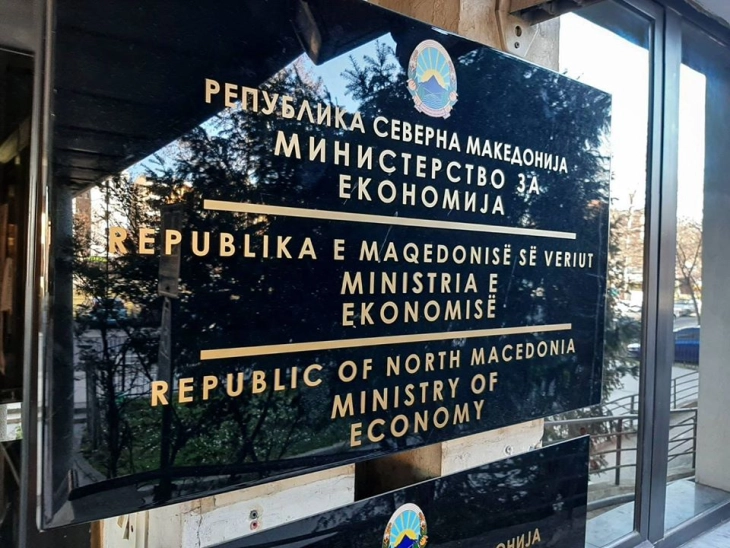 РЕПУБЛИКА СЕВЕРНА МАКЕДОНИЈА
МИНИСТЕРСТВО ЗА
ЕКОНОМИЈА
REPUBLIKA E MAQEDONISË SË VERIUT
MINISTRIA E
EKONOMISË
REPUBLIC OF NORTH MACEDONIA
MINISTRY OF
ECONOMY